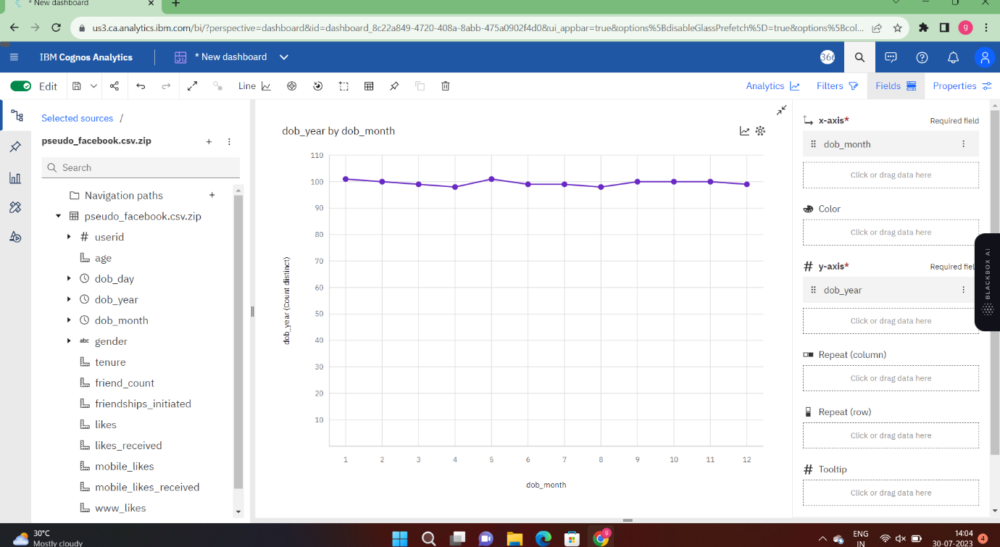 * New dashboard
us3.ca.analytics.ibm.com/bi/?perspective=dashboard&id=dashboard_8c22a849-4720-408a-8abb-475a0902f4d0&ui_appbar=true&options%5BdisableGlassPrefetch%5D=true&options%5Bcol...
g
IBM Cognos Analytics
* New dashboard
366
Edit
Line
Analytics
Filters
Fields
Properties
Selected sources /
pseudo_facebook.csv.zip
Search
Navigation paths
pseudo_facebook.csv.zip
userid
age
dob_day
dob_year
dob_month
abc gender
tenure
friend_count
friendships_initiated
likes
likes_received
mobile_likes
mobile_likes_received
www_likes
dob_year by dob_month
110
100
90
80
70
60
50
40
30
20
10
dob_year (Count distinct)
1 2 3 4 5 6 7 8 9 10 11 12
dob_month
x-axis* Required field
dob_month
Click or drag data here
Color
Click or drag data here
y-axis* Required fiel
dob_year
Click or drag data here
Repeat (column)
Click or drag data here
Repeat (row)
Click or drag data here
Tooltip
Click or drag data here
BLACKBOX AI
30°C
Mostly cloudy
g
ENG
IN
14:04
30-07-2023
4